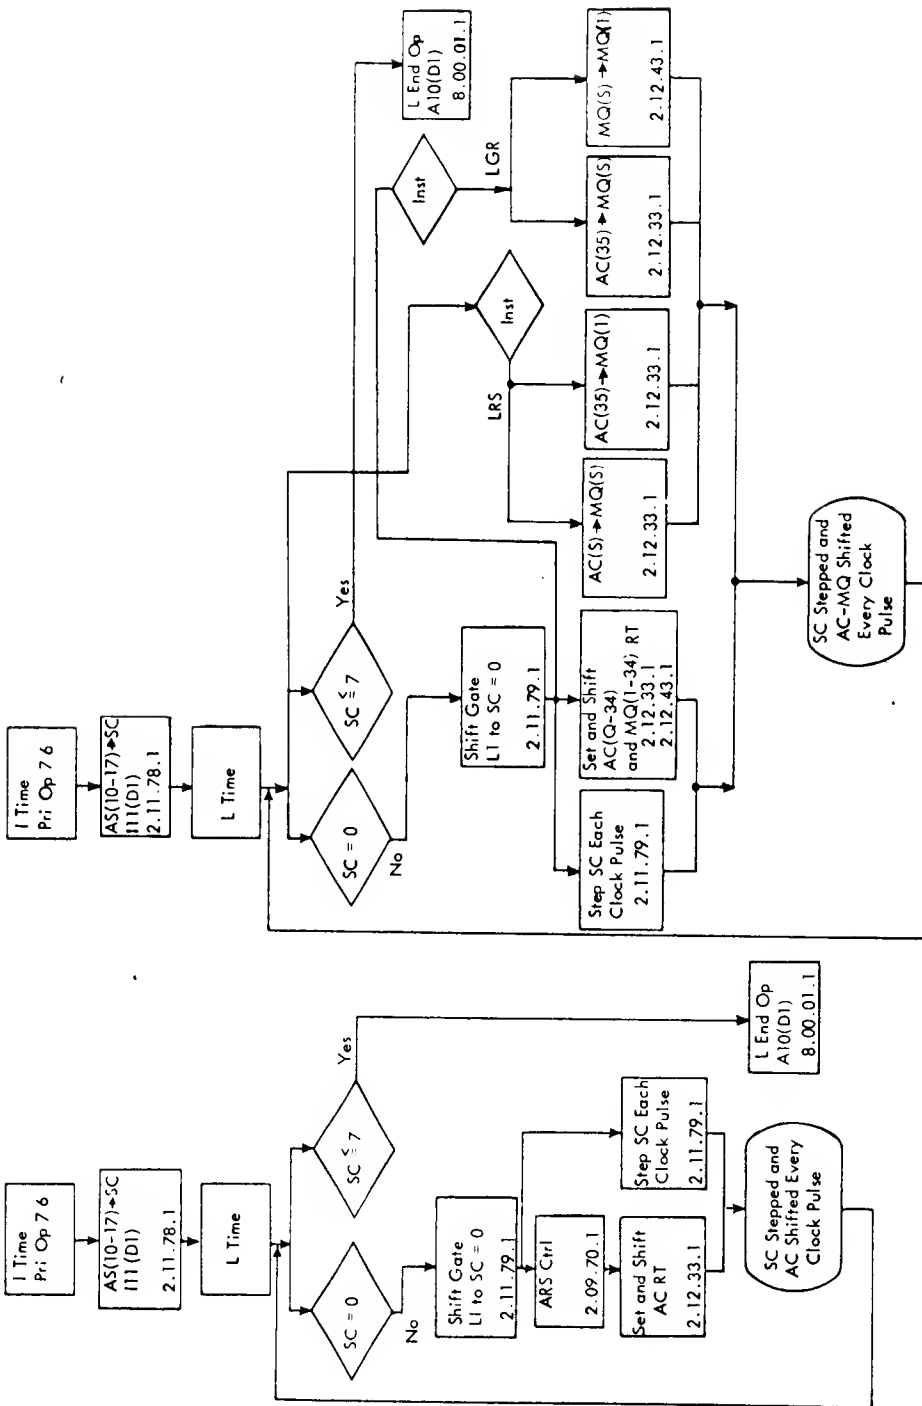 I Time
Pri Op 76
AS(10-17)→SC
I11(D1)
2.11.78.1
L Time
SC = 0
SC ≤ 7
No
Yes
Shift Gate
L1 to SC = 0
2.11.79.1
ARS Ctrl
2.09.70.1
Step SC Each
Clock Pulse
2.11.79.1
Set and Shift
AC RT
2.12.33.1
L End Op
A10(D1)
8.00.01.1
SC Stepped and
AC Shifted Every
Clock Pulse
I Time
Pri Op 76
AS(10-17)→SC
I11(D1)
2.11.78.1
L Time
SC = 0
SC ≤ 7
No
Yes
L End Op
A10(D1)
8.00.01.1
Shift Gate
L1 to SC = 0
2.11.79.1
Inst
Inst
LRS
LGR
Step SC Each
Clock Pulse
2.11.79.1
Set and Shift
AC(Q-34)
and MQ(1-34) RT
2.12.33.1
2.12.43.1
AC(S)→MQ(S)
2.12.33.1
AC(35)→MQ(1)
2.12.33.1
AC(35)→MQ(S)
2.12.33.1
MQ(S)→MQ(1)
2.12.43.1
SC Stepped and
AC-MQ Shifted
Every Clock
Pulse